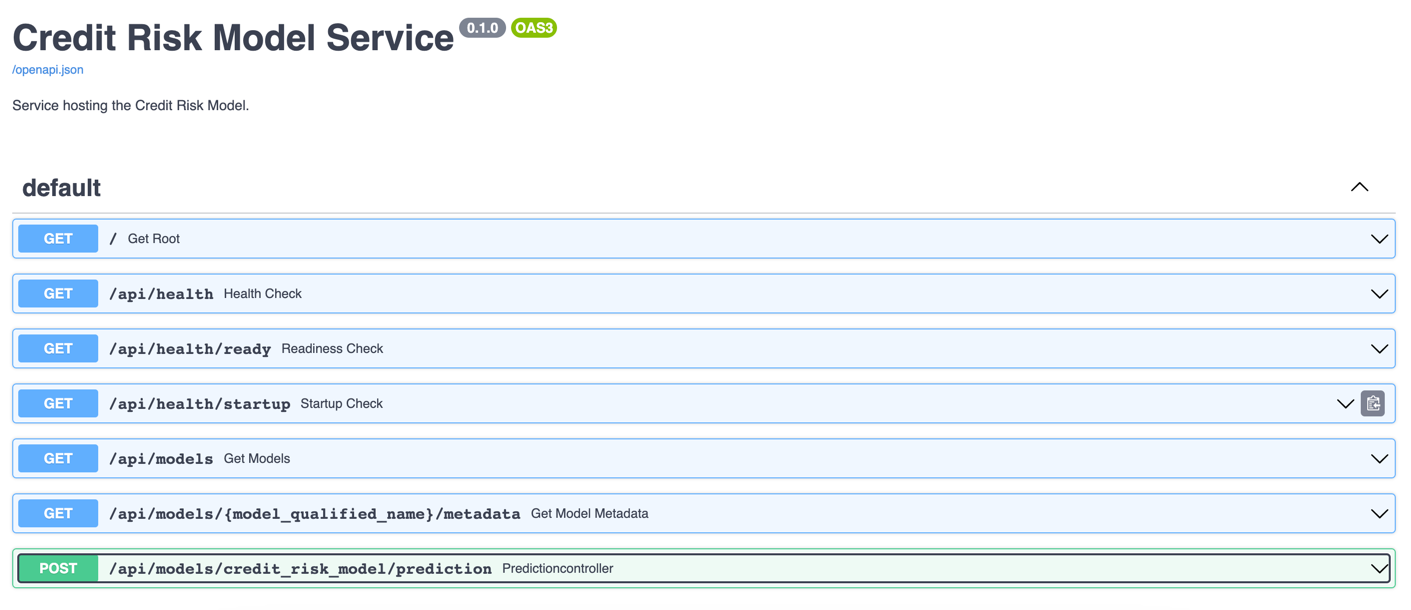 Credit Risk Model Service 0.1.0 OAS3
/openapi.json
Service hosting the Credit Risk Model.
default
GET / Get Root
GET /api/health Health Check
GET /api/health/ready Readiness Check
GET /api/health/startup Startup Check
GET /api/models Get Models
GET /api/models/{model_qualified_name}/metadata Get Model Metadata
POST /api/models/credit_risk_model/prediction Predictioncontroller